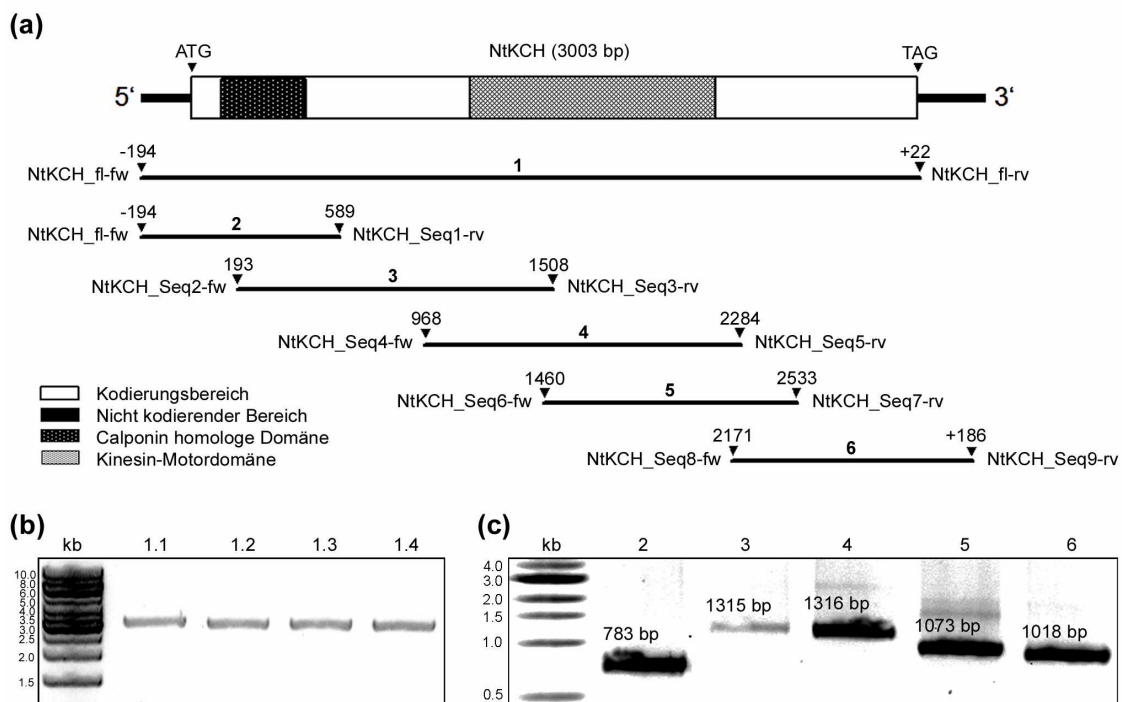 (a)
ATG NtKCH (3003 bp) TAG
5‘ 3‘
-194 1 +22
NtKCH_fl-fw NtKCH_fl-rv
-194 2 589
NtKCH_fl-fw NtKCH_Seq1-rv
193 3 1508
NtKCH_Seq2-fw NtKCH_Seq3-rv
968 4 2284
NtKCH_Seq4-fw NtKCH_Seq5-rv
1460 5 2533
NtKCH_Seq6-fw NtKCH_Seq7-rv
2171 6 +186
NtKCH_Seq8-fw NtKCH_Seq9-rv
Kodierungsbereich
Nicht kodierender Bereich
Calponin homologe Domäne
Kinesin-Motordomäne
(b)
kb 1.1 1.2 1.3 1.4
10.0
8.0
6.0
5.0
4.0
3.5
3.0
2.5
2.0
1.5
(c)
kb 2 3 4 5 6
4.0
3.0
2.0
1.5
1.0
0.5
783 bp 1315 bp 1316 bp 1073 bp 1018 bp